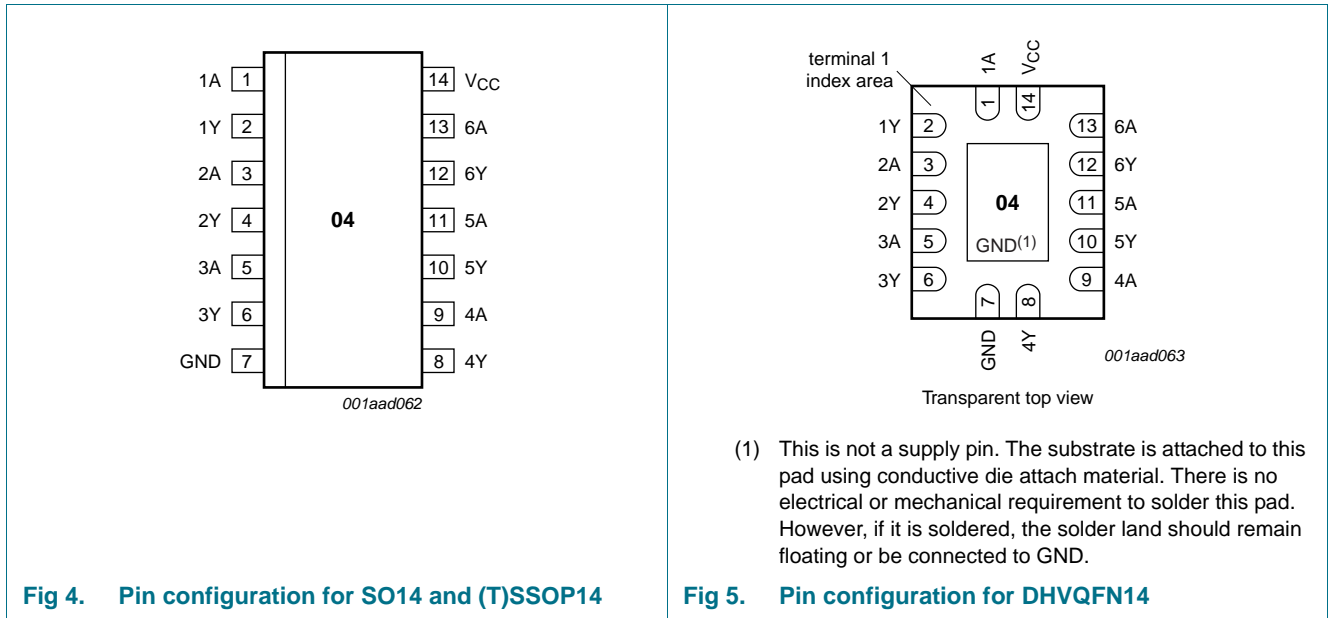 1A 1 14 VCC
1Y 2 13 6A
2A 3 12 6Y
2Y 4 04 11 5A
3A 5 10 5Y
3Y 6 9 4A
GND 7 8 4Y
001aad062
Fig 4. Pin configuration for SO14 and (T)SSOP14
terminal 1
index area
1A VCC
1 14
1Y 2 13 6A
2A 3 12 6Y
2Y 4 04 11 5A
3A 5 GND(1) 10 5Y
3Y 6 9 4A
7 8
GND 4Y
001aad063
Transparent top view
(1) This is not a supply pin. The substrate is attached to this
pad using conductive die attach material. There is no
electrical or mechanical requirement to solder this pad.
However, if it is soldered, the solder land should remain
floating or be connected to GND.
Fig 5. Pin configuration for DHVQFN14